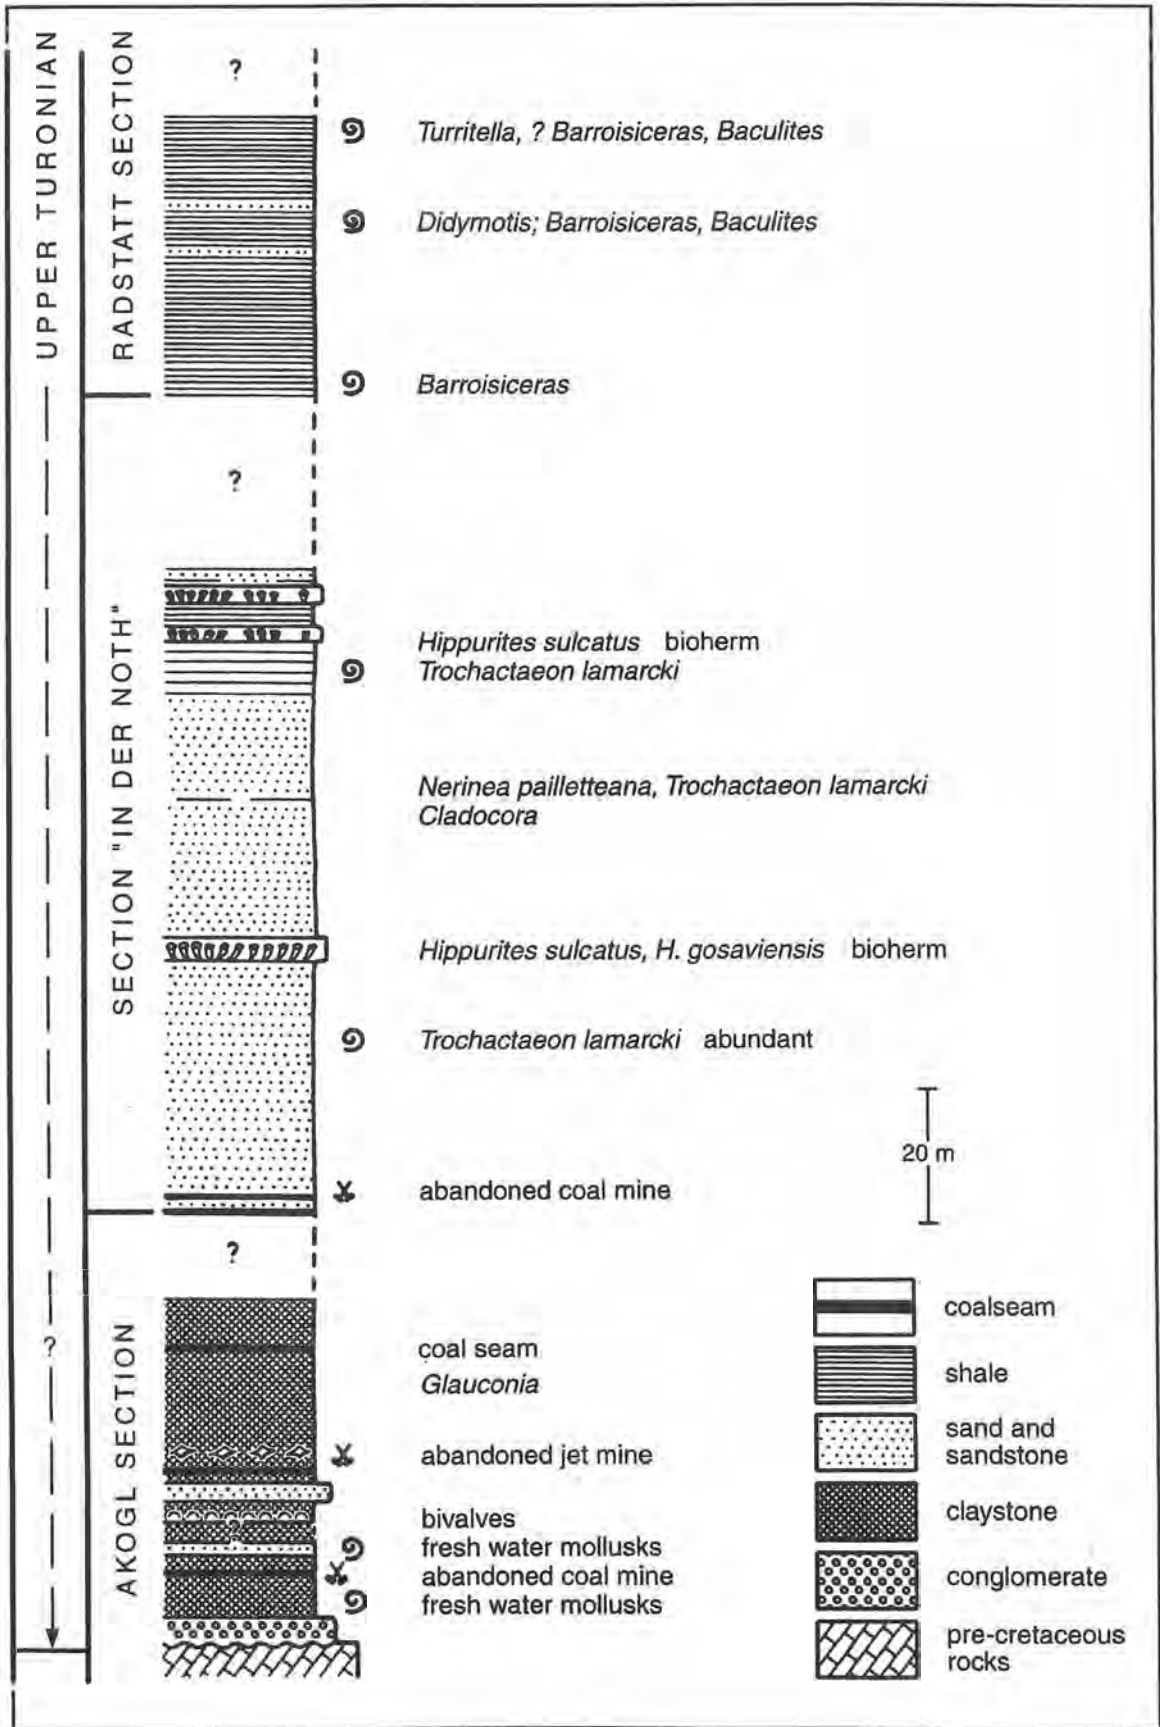 UPPER TURONIAN
?
RADSTATT SECTION
?
Turritella, ? Barroisiceras, Baculites
Didymotis; Barroisiceras, Baculites
Barroisiceras
SECTION "IN DER NOTH"
?
Hippurites sulcatus bioherm
Trochactaeon lamarcki
Nerinea pailletteana, Trochactaeon lamarcki
Cladocora
Hippurites sulcatus, H. gosaviensis bioherm
Trochactaeon lamarcki abundant
abandoned coal mine
AKOGL SECTION
?
coal seam
Glauconia
abandoned jet mine
bivalves
fresh water mollusks
abandoned coal mine
fresh water mollusks
20 m
coalseam
shale
sand and
sandstone
claystone
conglomerate
pre-cretaceous
rocks